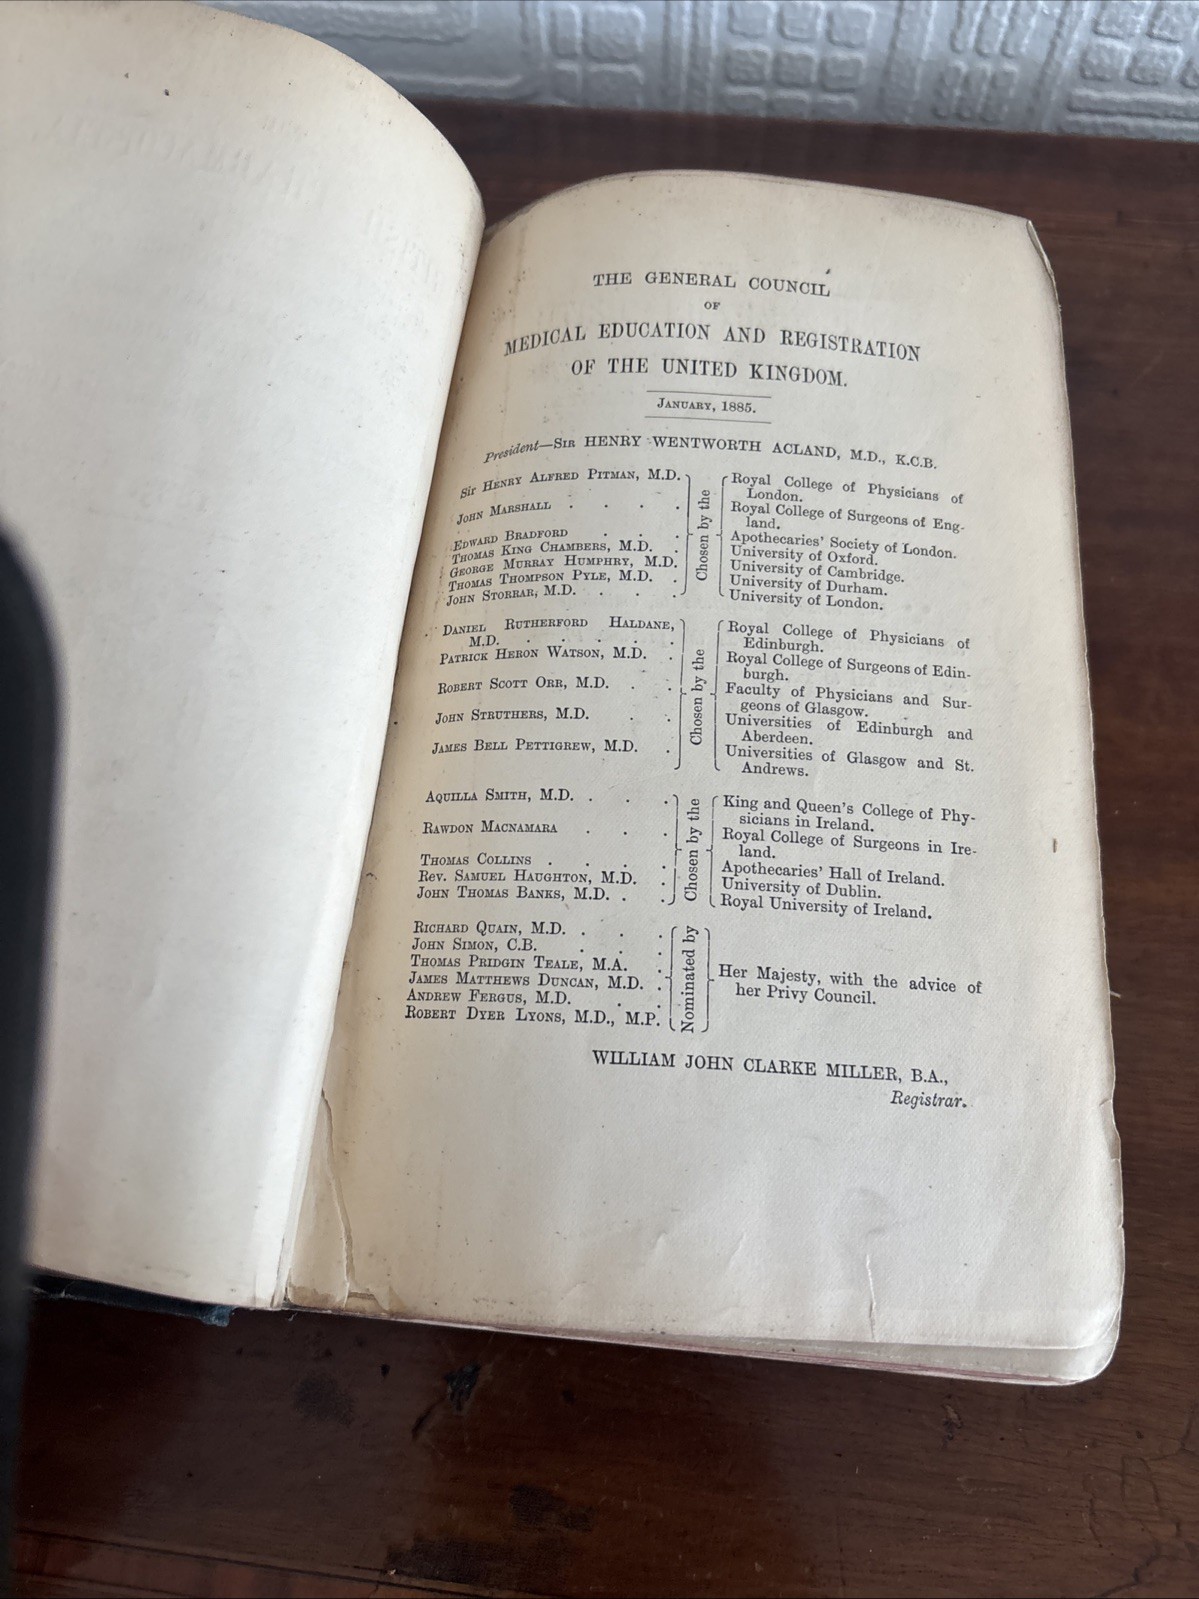 THE GENERAL COUNCIL
OF
MEDICAL EDUCATION AND REGISTRATION
OF THE UNITED KINGDOM.
JANUARY, 1885.
President—SIR HENRY WENTWORTH ACLAND, M.D., K.C.B.
Sir HENRY ALFRED PITMAN, M.D.
JOHN MARSHALL . . . .
EDWARD BRADFORD . . .
THOMAS KING CHAMBERS, M.D. .
GEORGE MURRAY HUMPHRY, M.D.
THOMAS THOMPSON PYLE, M.D. .
JOHN STORRAR, M.D. . . .
Chosen by the
Royal College of Physicians of
London.
Royal College of Surgeons of Eng-
land.
Apothecaries' Society of London.
University of Oxford.
University of Cambridge.
University of Durham.
University of London.
DANIEL RUTHERFORD HALDANE,
M.D. . . . . .
PATRICK HERON WATSON, M.D. .
ROBERT SCOTT ORR, M.D. . .
JOHN STRUTHERS, M.D. . .
JAMES BELL PETTIGREW, M.D. .
Chosen by the
Royal College of Physicians of
Edinburgh.
Royal College of Surgeons of Edin-
burgh.
Faculty of Physicians and Sur-
geons of Glasgow.
Universities of Edinburgh and
Aberdeen.
Universities of Glasgow and St.
Andrews.
AQUILLA SMITH, M.D. . . .
RAWDON MACNAMARA . . .
THOMAS COLLINS . . . .
Rev. SAMUEL HAUGHTON, M.D. .
JOHN THOMAS BANKS, M.D. . .
Chosen by the
King and Queen's College of Phy-
sicians in Ireland.
Royal College of Surgeons in Ire-
land.
Apothecaries' Hall of Ireland.
University of Dublin.
Royal University of Ireland.
RICHARD QUAIN, M.D. . . .
JOHN SIMON, C.B. . . .
THOMAS PRIDGIN TEALE, M.A. .
JAMES MATTHEWS DUNCAN, M.D. .
ANDREW FERGUS, M.D. . .
ROBERT DYER LYONS, M.D., M.P.
Nominated by
Her Majesty, with the advice of
her Privy Council.
WILLIAM JOHN CLARKE MILLER, B.A.,
Registrar.